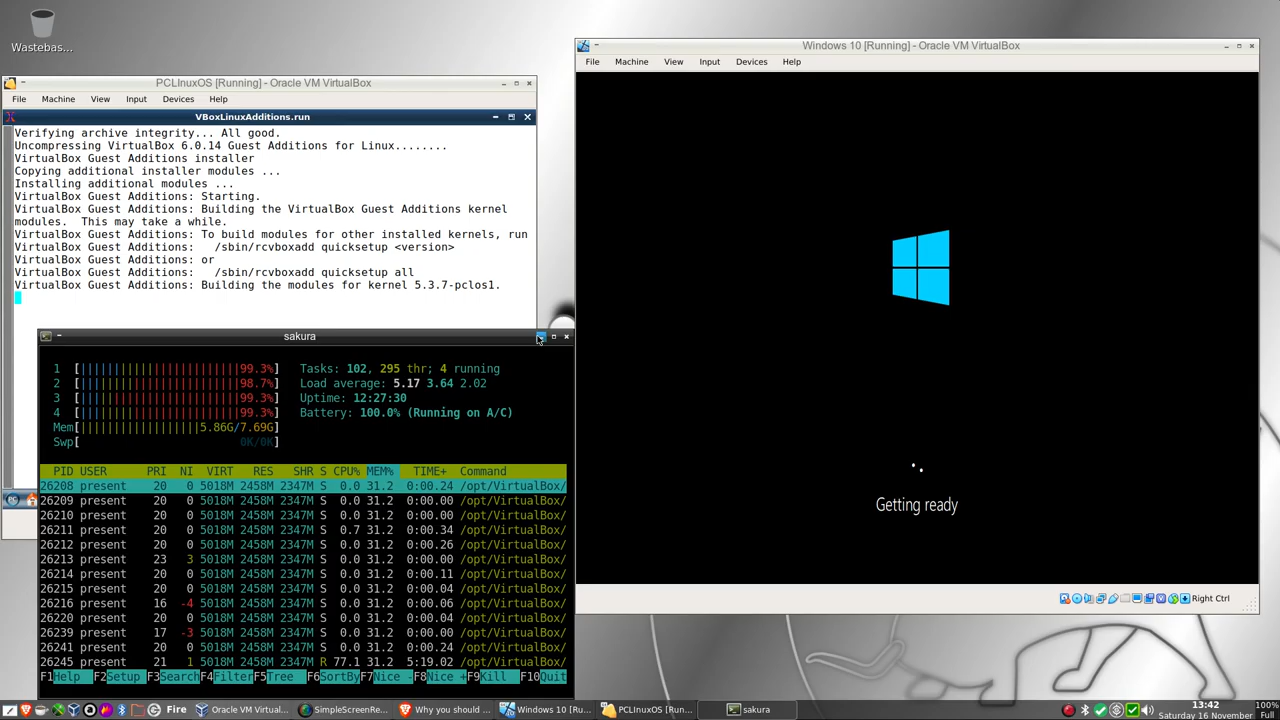 Wastebas...
PCLInuxOS [Running] - Oracle VM VirtualBox
File Machine View Input Devices Help
VBoxLinuxAdditions.run
Verifying archive integrity... All good.
Uncompressing VirtualBox 6.0.14 Guest Additions for Linux........
VirtualBox Guest Additions installer
Copying additional installer modules ...
Installing additional modules ...
VirtualBox Guest Additions: Starting.
VirtualBox Guest Additions: Building the VirtualBox Guest Additions kernel
modules.  This may take a while.
VirtualBox Guest Additions: To build modules for other installed kernels, run
VirtualBox Guest Additions:   /sbin/rcvboxadd quicksetup <version>
VirtualBox Guest Additions: or
VirtualBox Guest Additions:   /sbin/rcvboxadd quicksetup all
VirtualBox Guest Additions: Building the modules for kernel 5.3.7-pclos1.
sakura
1 [||||||||||||||||||||||||||99.3%] Tasks: 102, 295 thr; 4 running
2 [||||||||||||||||||||||||||98.7%] Load average: 5.17 3.64 2.02
3 [||||||||||||||||||||||||||99.3%] Uptime: 12:27:30
4 [||||||||||||||||||||||||||99.3%] Battery: 100.0% (Running on A/C)
Mem[|||||||||||||||||||5.86G/7.69G]
Swp[ 0K/0K]
PID USER PRI NI VIRT RES SHR S CPU% MEM% TIME+ Command
26208 present 20 0 5018M 2458M 2347M S 0.0 31.2 0:00.24 /opt/VirtualBox/
26209 present 20 0 5018M 2458M 2347M S 0.0 31.2 0:00.00 /opt/VirtualBox/
26210 present 20 0 5018M 2458M 2347M S 0.0 31.2 0:00.00 /opt/VirtualBox/
26211 present 20 0 5018M 2458M 2347M S 0.7 31.2 0:00.34 /opt/VirtualBox/
26212 present 20 0 5018M 2458M 2347M S 0.0 31.2 0:00.26 /opt/VirtualBox/
26213 present 23 3 5018M 2458M 2347M S 0.0 31.2 0:00.00 /opt/VirtualBox/
26214 present 20 0 5018M 2458M 2347M S 0.0 31.2 0:00.11 /opt/VirtualBox/
26215 present 20 0 5018M 2458M 2347M S 0.0 31.2 0:00.04 /opt/VirtualBox/
26216 present 16 -4 5018M 2458M 2347M S 0.0 31.2 0:00.06 /opt/VirtualBox/
26220 present 20 0 5018M 2458M 2347M S 0.0 31.2 0:00.04 /opt/VirtualBox/
26239 present 17 -3 5018M 2458M 2347M S 0.0 31.2 0:00.00 /opt/VirtualBox/
26241 present 20 0 5018M 2458M 2347M S 0.0 31.2 0:00.24 /opt/VirtualBox/
26245 present 21 1 5018M 2458M 2347M R 77.1 31.2 5:19.02 /opt/VirtualBox/
F1Help F2Setup F3Search F4Filter F5Tree F6SortBy F7Nice - F8Nice + F9Kill F10Quit
Windows 10 [Running] - Oracle VM VirtualBox
File Machine View Input Devices Help
Getting ready
Right Ctrl
Fire
Oracle VM Virtual...
SimpleScreenRe...
Why you should ...
Windows 10 [Ru...
PCLInuxOS [Run...
sakura
13:42
Saturday 16 November
100%
Full